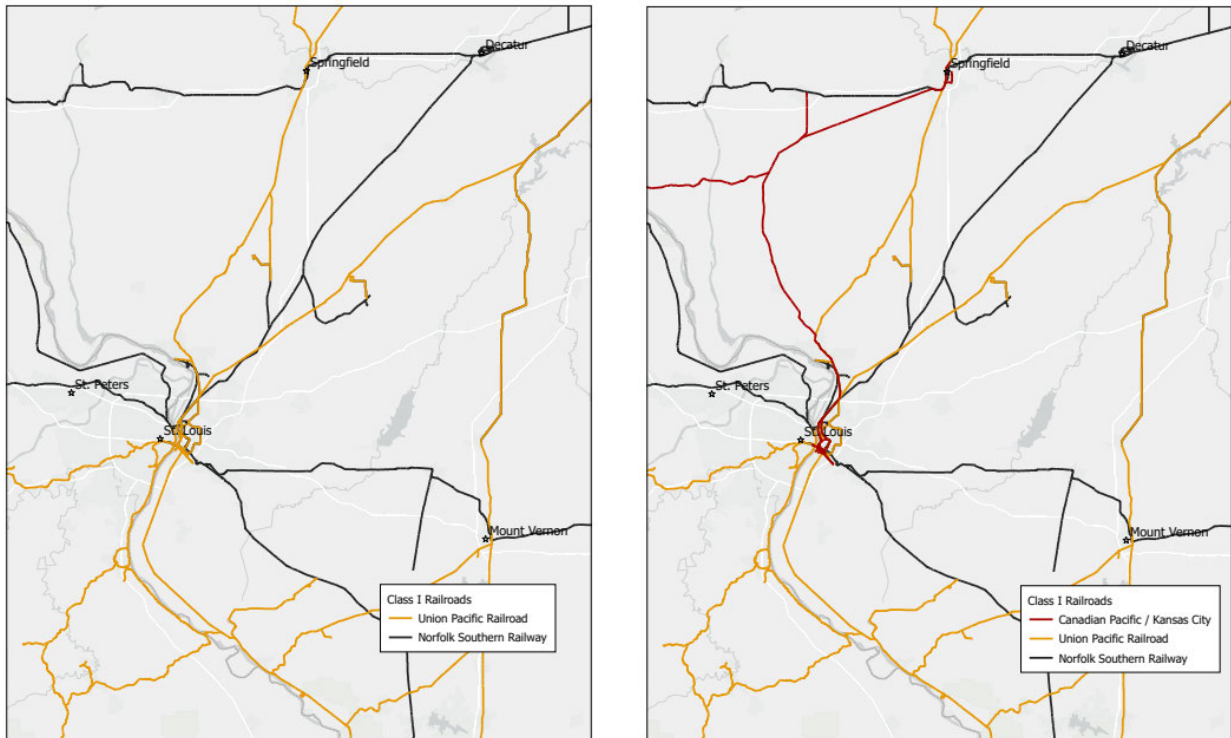 Decatur
Springfield
St. Peters
St. Louis
Mount Vernon
Class I Railroads
Union Pacific Railroad
Norfolk Southern Railway
Decatur
Springfield
St. Peters
St. Louis
Mount Vernon
Class I Railroads
Canadian Pacific / Kansas City
Union Pacific Railroad
Norfolk Southern Railway